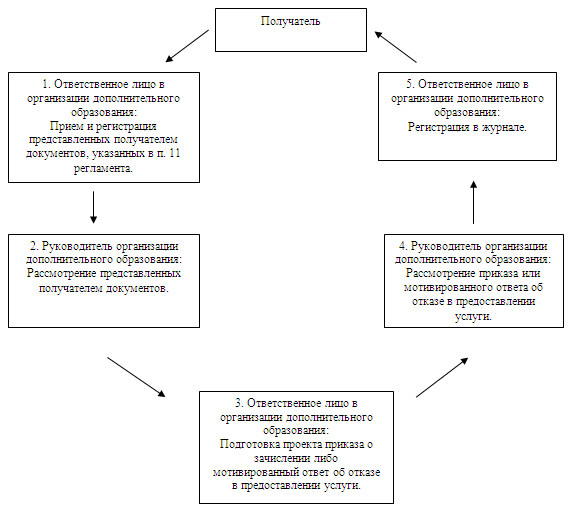 Получатель
1. Ответственное лицо в
организации дополнительного
образования:
Прием и регистрация
представленных получателем
документов, указанных в п. 11
регламента.
2. Руководитель организации
дополнительного образования:
Рассмотрение представленных
получателем документов.
3. Ответственное лицо в
организации дополнительного
образования:
Подготовка проекта приказа о
зачислении либо
мотивированный ответ об отказе
в предоставлении услуги.
4. Руководитель организации
дополнительного образования:
Рассмотрение приказа или
мотивированного ответа об
отказе в предоставлении
услуги.
5. Ответственное лицо в
организации дополнительного
образования:
Регистрация в журнале.